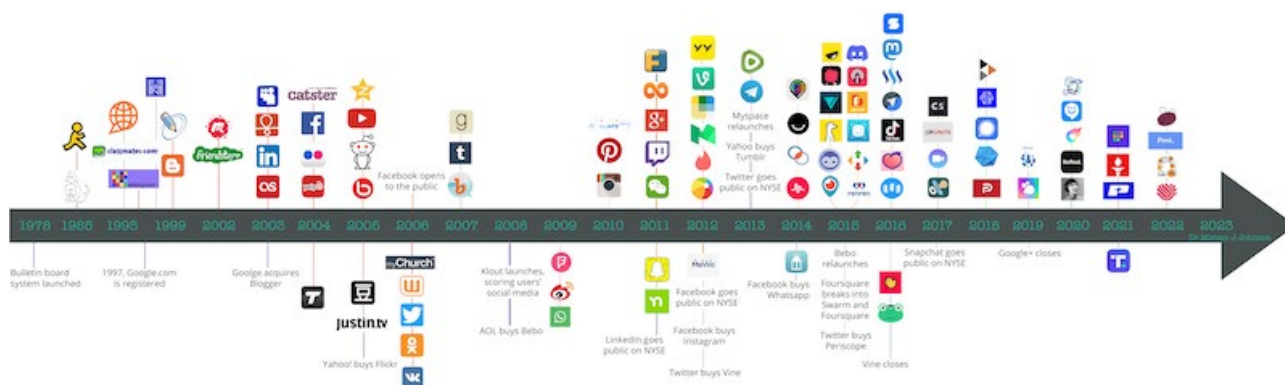 catster
classmates.com
friendster
Facebook opens
to the public
Myspace
relaunches
Yahoo buys
Tumblr
Twitter goes
public on NYSE
renren
1978
1985
1995
1999
2002
2003
2004
2005
2006
2007
2008
2009
2010
2011
2012
2013
2014
2015
2016
2017
2018
2019
2020
2021
2022
2023
Bulletin board
system launched
1997, Google.com
is registered
Goolge acquires
Blogger
justin.tv
Yahoo! buys Flickr
myChurch
Klout launches,
scoring users'
social media
AOL buys Bebo
LinkedIn goes
public on NYSE
Facebook goes
public on NYSE
Facebook buys
Instagram
Twitter buys Vine
Facebook buys
Whatsapp
Bebo
relaunches
Foursquare
breaks into
Swarm and
Foursquare
Twitter buys
Periscope
Vine closes
Snapchat goes
public on NYSE
Google+ closes